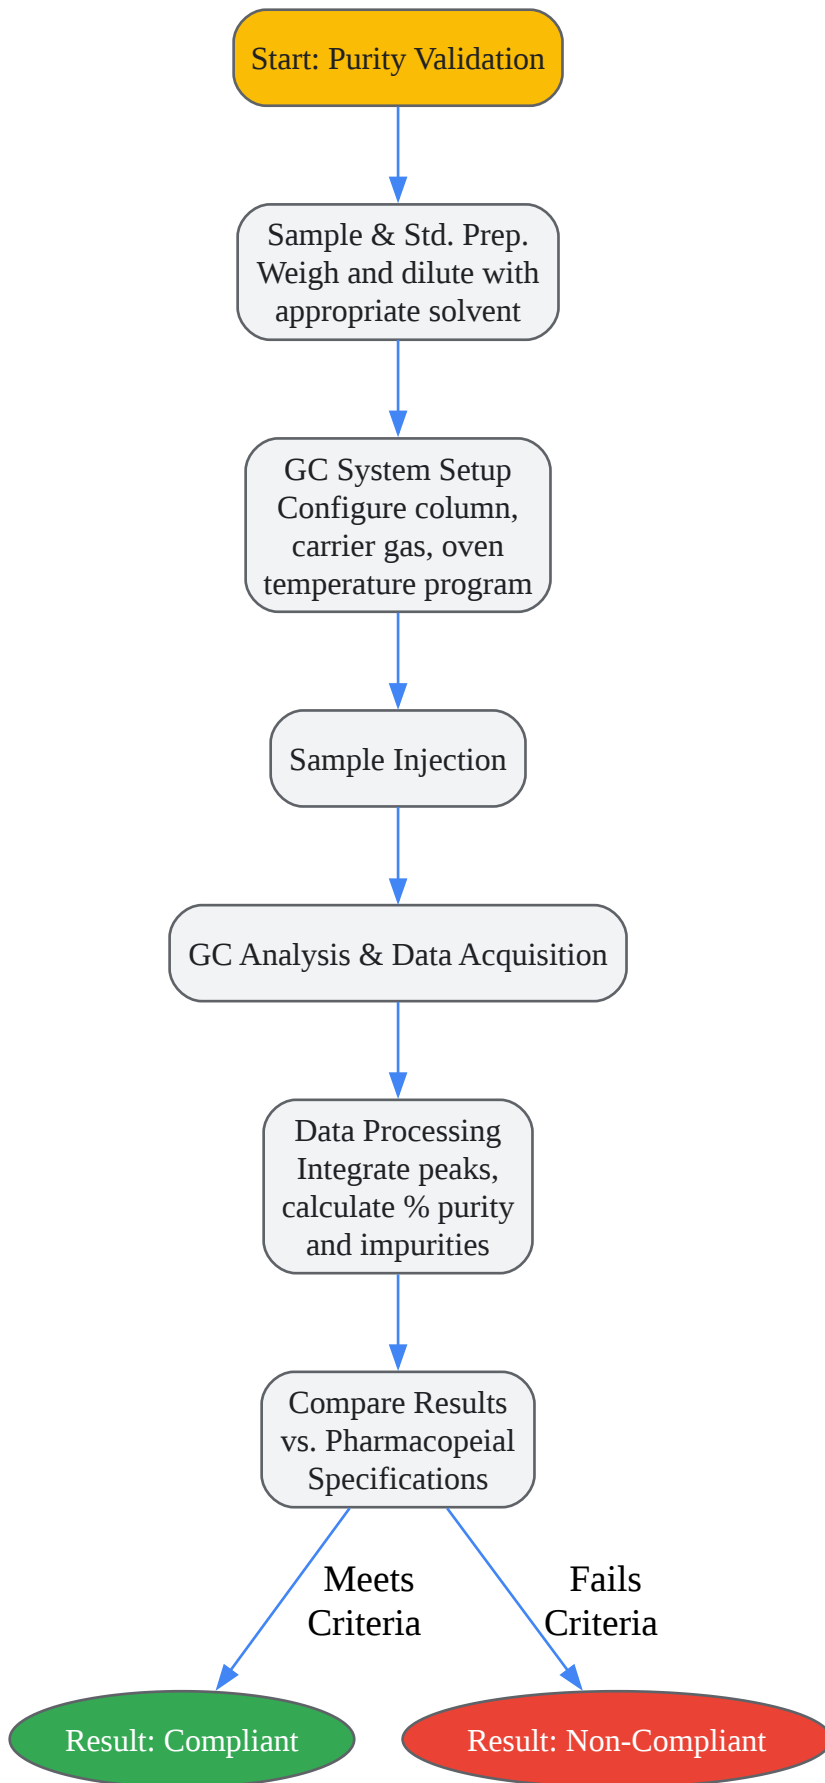 Start: Purity Validation
Sample & Std. Prep.
Weigh and dilute with
appropriate solvent
GC System Setup
Configure column,
carrier gas, oven
temperature program
Sample Injection
GC Analysis & Data Acquisition
Data Processing
Integrate peaks,
calculate % purity
and impurities
Compare Results
vs. Pharmacopeial
Specifications
Meets
Criteria
Fails
Criteria
Result: Compliant
Result: Non-Compliant